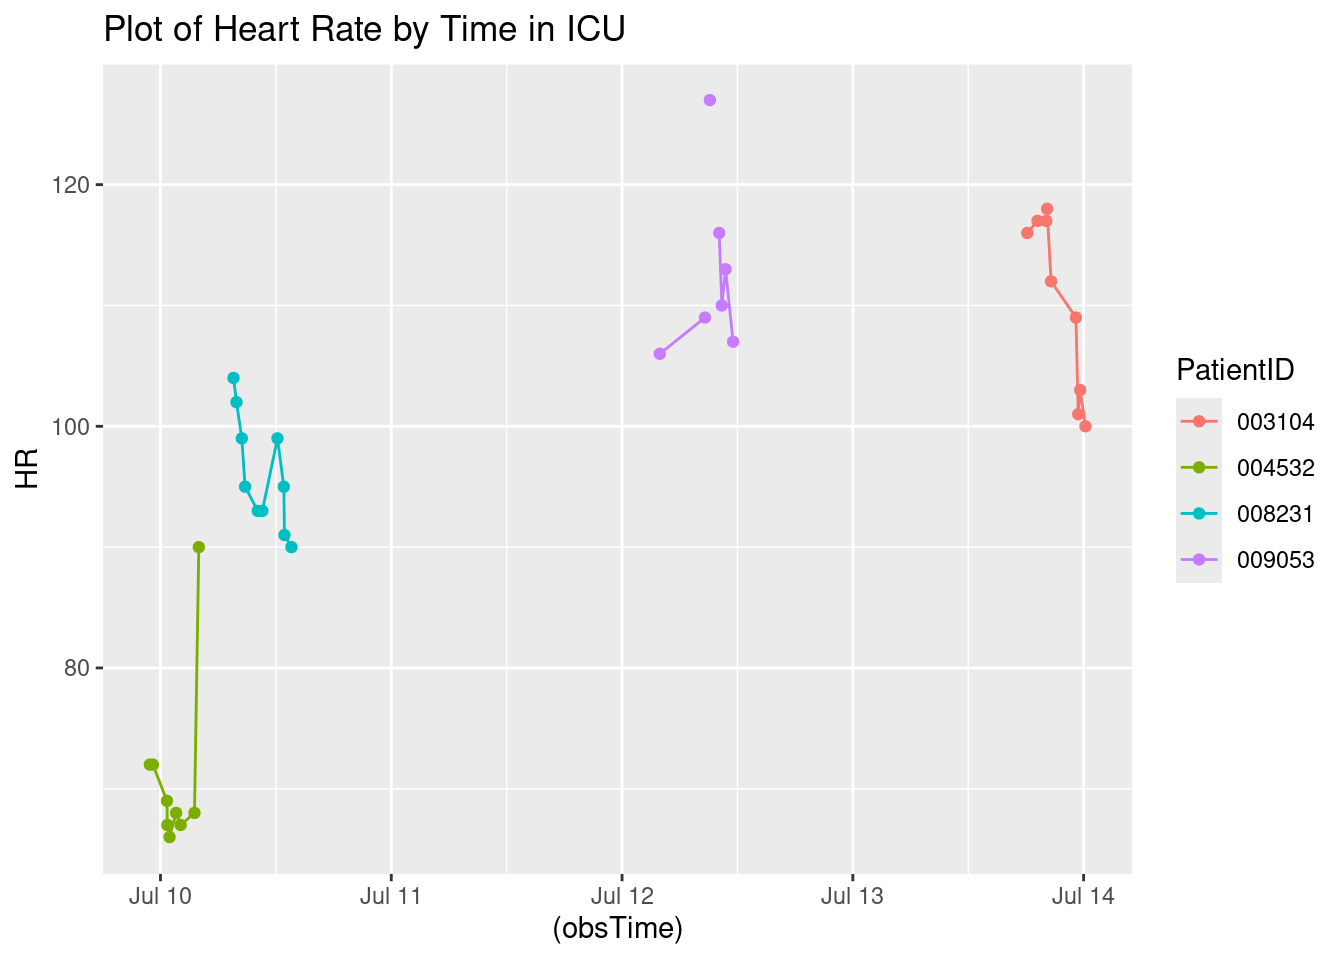 Plot of Heart Rate by Time in ICU
120
100
80
HR
Jul 10
Jul 11
Jul 12
Jul 13
Jul 14
(obsTime)
PatientID
003104
004532
008231
009053